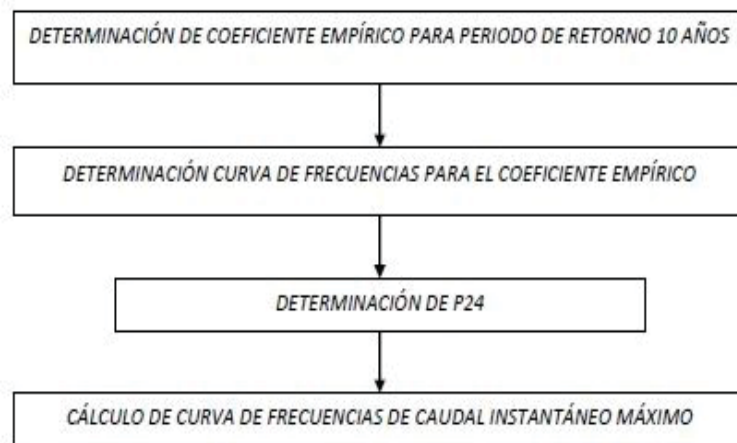 DETERMINACIÓN DE COEFICIENTE EMPÍRICO PARA PERIODO DE RETORNO 10 AÑOS
DETERMINACIÓN CURVA DE FRECUENCIAS PARA EL COEFICIENTE EMPÍRICO
DETERMINACIÓN DE P24
CÁLCULO DE CURVA DE FRECUENCIAS DE CAUDAL INSTANTÁNEO MÁXIMO